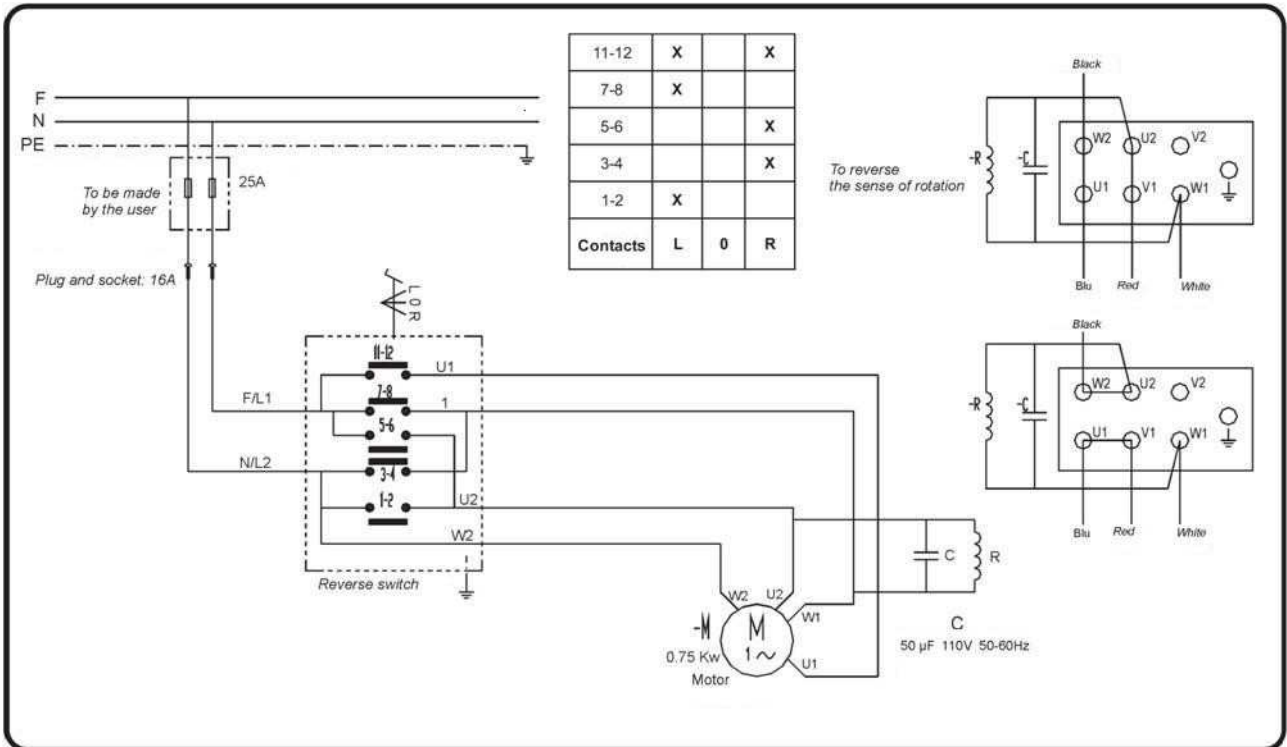 F
N
PE
To be made
by the user
25A
Plug and socket: 16A
11-12 X X
7-8 X
5-6 X
3-4 X
1-2 X
Contacts L 0 R
L
0
R
11-12
7-8
5-6
3-4
1-2
F/L1
N/L2
U1
1
U2
W2
Reverse switch
W2 U2
W1
U1
-M
M
1~
0.75 Kw
Motor
C R
C
50 µF 110V 50-60Hz
To reverse
the sense of rotation
Black
-R -C
W2 U2 V2
U1 V1 W1
Blu Red White
Black
-R -C
W2 U2 V2
U1 V1 W1
Blu Red White